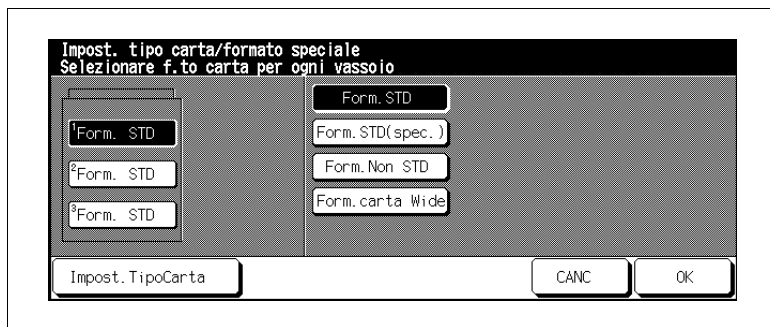 Impost. tipo carta/formato speciale
Selezionare f.to carta per ogni vassoio
Form.STD
1Form. STD
Form.STD(spec.)
2Form. STD
Form.Non STD
3Form. STD
Form.carta Wide
Impost.TipoCarta
CANC
OK